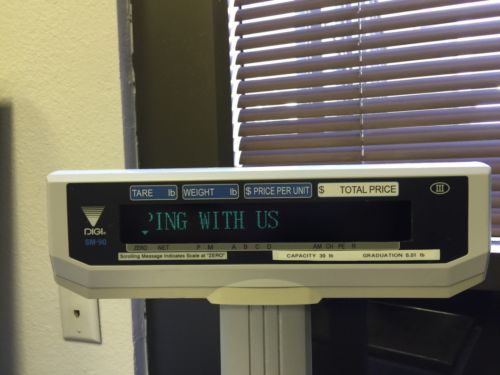 TARE lb WEIGHT lb $ PRICE PER UNIT $ TOTAL PRICE III
DIGI
SM-90
PING WITH US
ZERO NET P M A B C D AM CH PE N
Scrolling Message Indicates Scale at "ZERO" CAPACITY 30 lb GRADUATION 0.01 lb